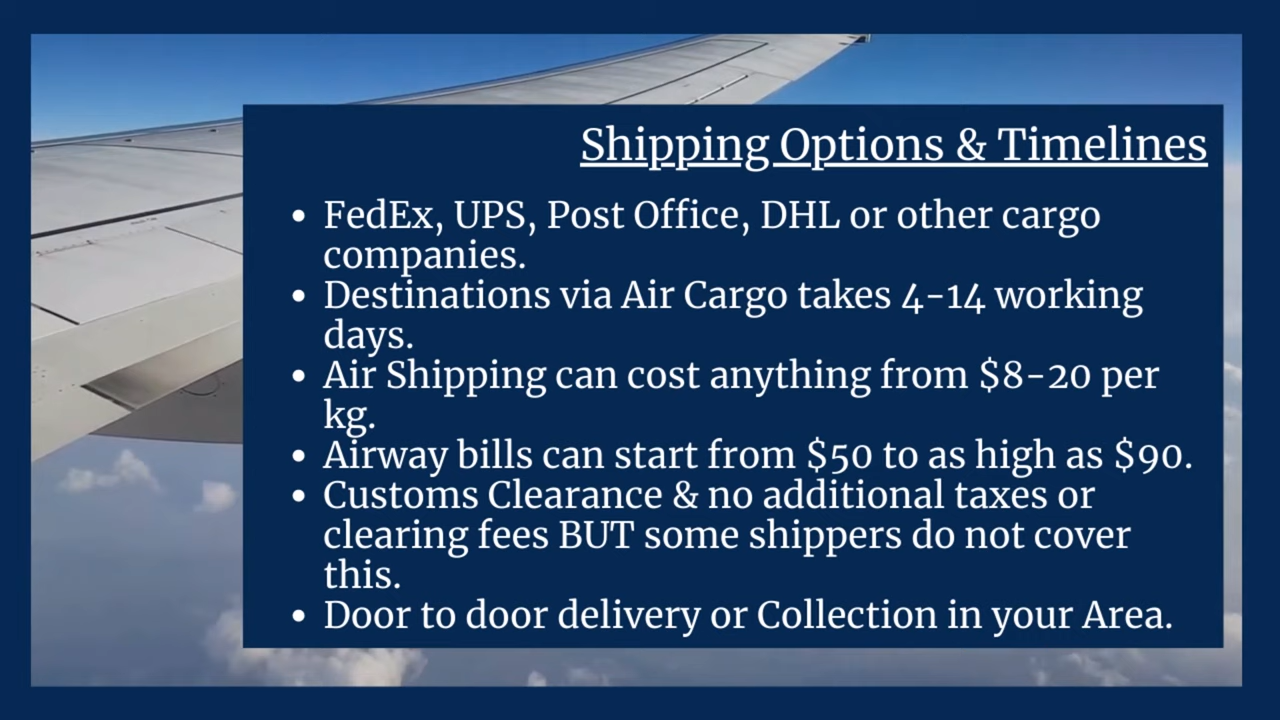 Shipping Options & Timelines
• FedEx, UPS, Post Office, DHL or other cargo
companies.
• Destinations via Air Cargo takes 4-14 working
days.
• Air Shipping can cost anything from $8-20 per
kg.
• Airway bills can start from $50 to as high as $90.
• Customs Clearance & no additional taxes or
clearing fees BUT some shippers do not cover
this.
• Door to door delivery or Collection in your Area.